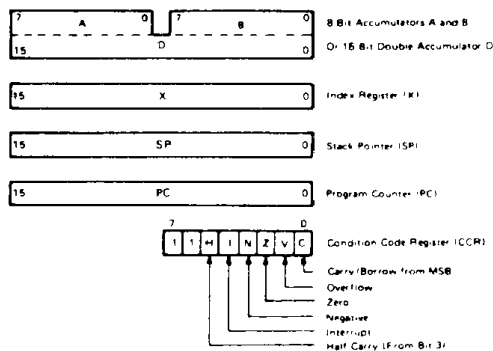 7 A 0 7 B 0 8 Bit Accumulators A and B
15 D 0 Or 16 Bit Double Accumulator D
15 X 0 Index Register (X)
15 SP 0 Stack Pointer (SP)
15 PC 0 Program Counter (PC)
7 0
1 1 H I N Z V C Condition Code Register (CCR)
Carry/Borrow from MSB
Overflow
Zero
Negative
Interrupt
Half Carry (From Bit 3)